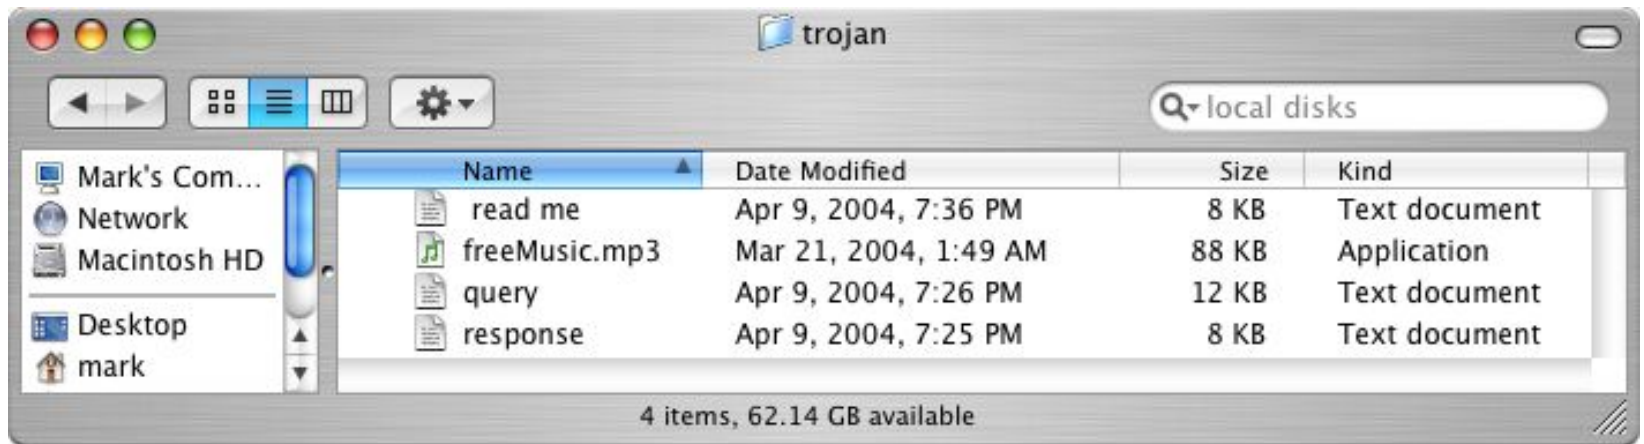 trojan
local disks
Mark's Com...
Network
Macintosh HD
Desktop
mark
Name Date Modified Size Kind
read me Apr 9, 2004, 7:36 PM 8 KB Text document
freeMusic.mp3 Mar 21, 2004, 1:49 AM 88 KB Application
query Apr 9, 2004, 7:26 PM 12 KB Text document
response Apr 9, 2004, 7:25 PM 8 KB Text document
4 items, 62.14 GB available